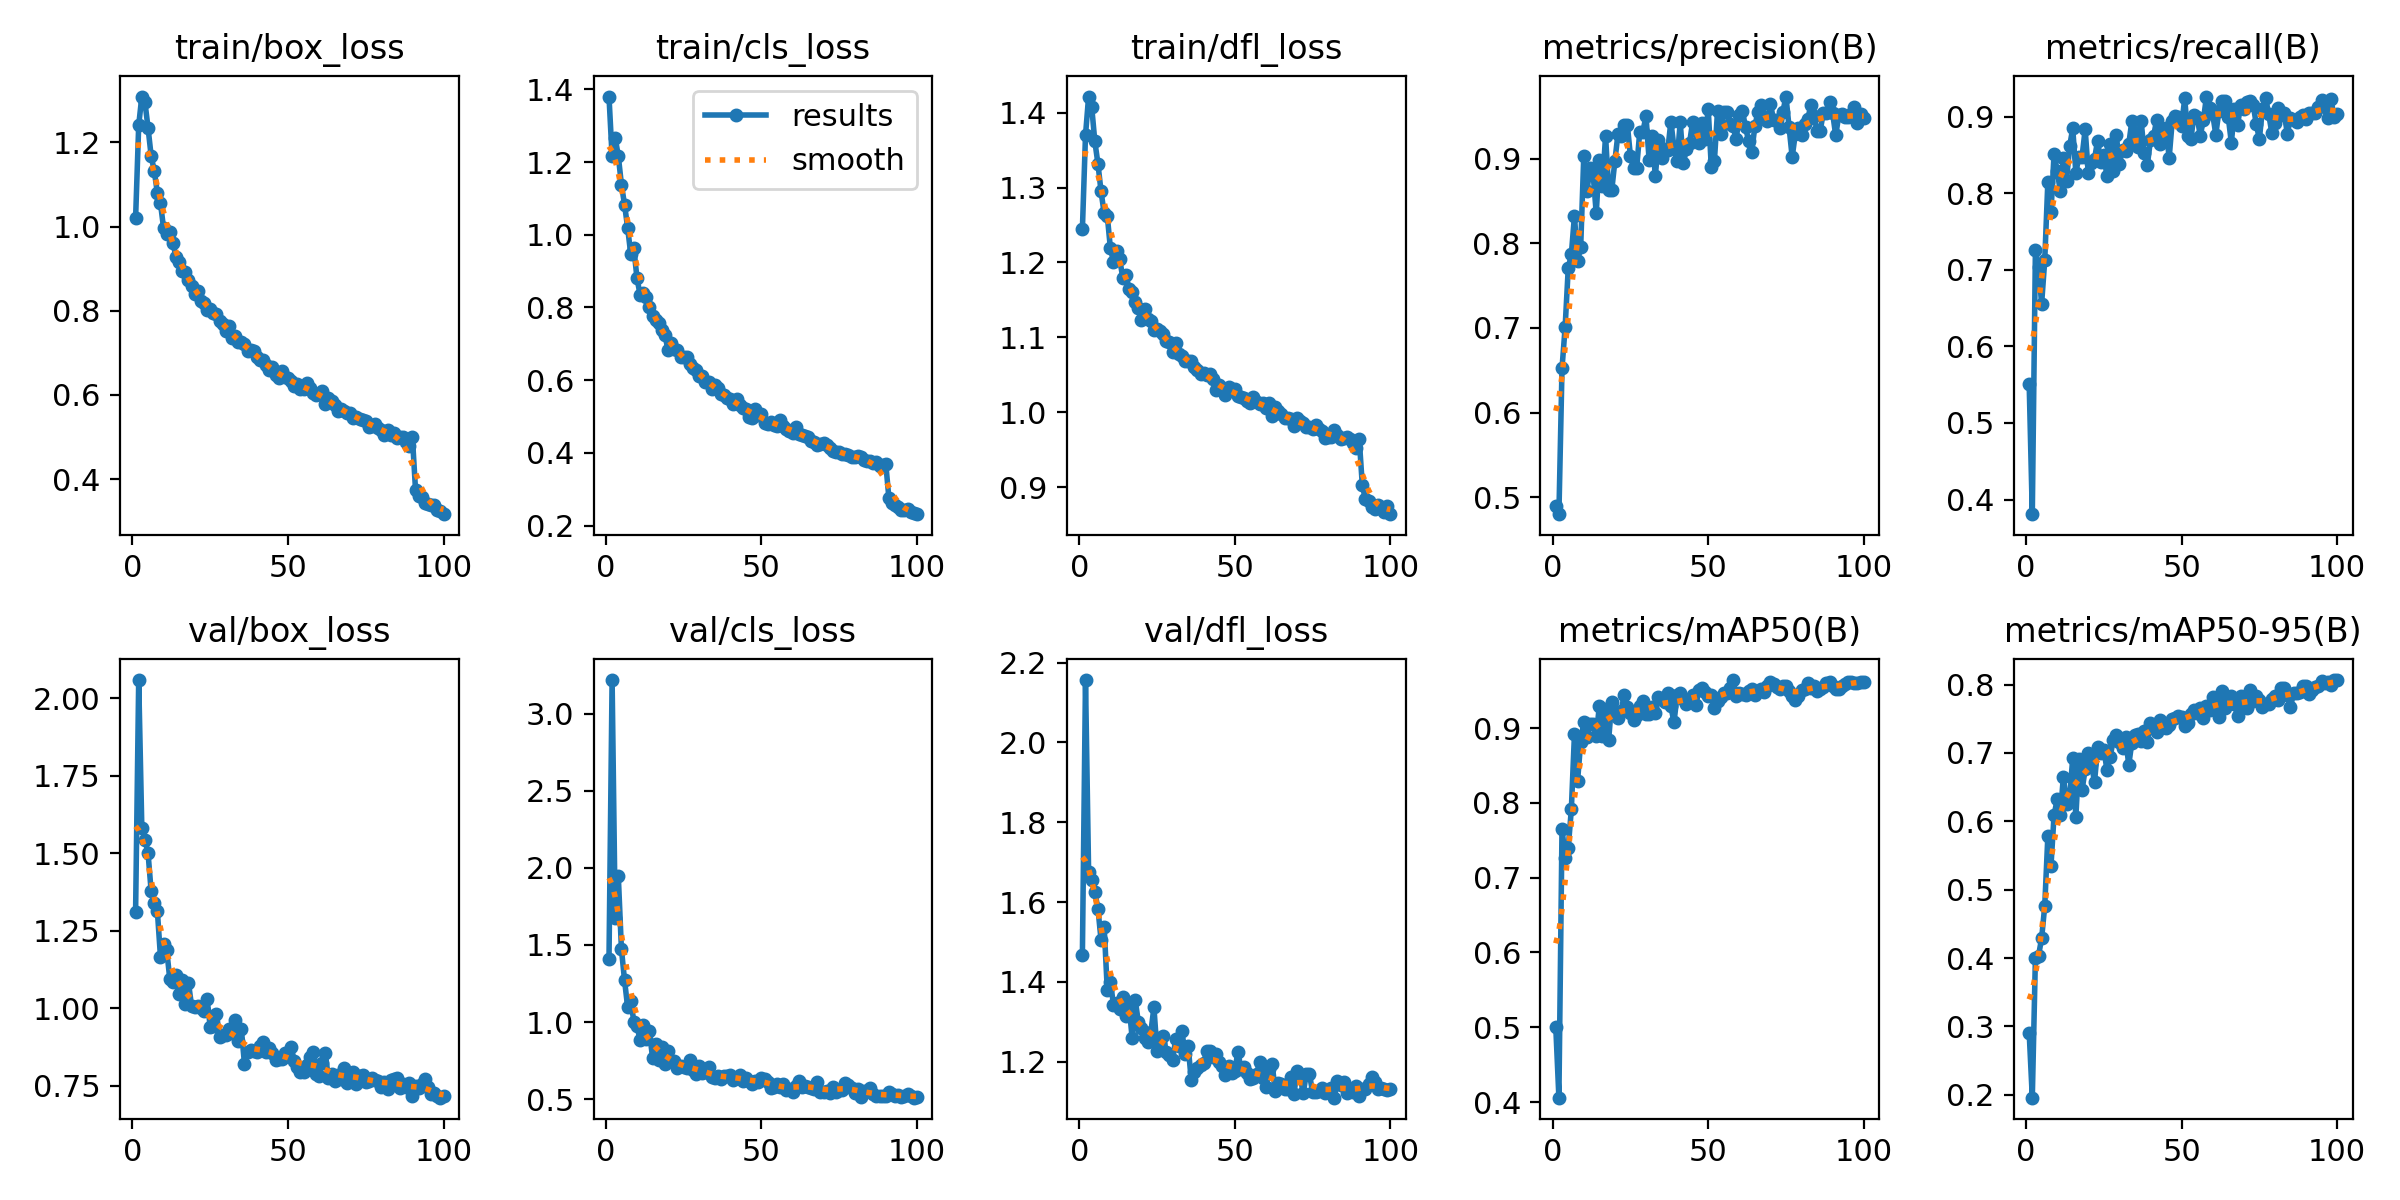 train/box_loss
1.2
1.0
0.8
0.6
0.4
0 50 100
train/cls_loss
results
smooth
1.4
1.2
1.0
0.8
0.6
0.4
0.2
0 50 100
train/dfl_loss
1.4
1.3
1.2
1.1
1.0
0.9
0 50 100
metrics/precision(B)
0.9
0.8
0.7
0.6
0.5
0 50 100
metrics/recall(B)
0.9
0.8
0.7
0.6
0.5
0.4
0 50 100
val/box_loss
2.00
1.75
1.50
1.25
1.00
0.75
0 50 100
val/cls_loss
3.0
2.5
2.0
1.5
1.0
0.5
0 50 100
val/dfl_loss
2.2
2.0
1.8
1.6
1.4
1.2
0 50 100
metrics/mAP50(B)
0.9
0.8
0.7
0.6
0.5
0.4
0 50 100
metrics/mAP50-95(B)
0.8
0.7
0.6
0.5
0.4
0.3
0.2
0 50 100